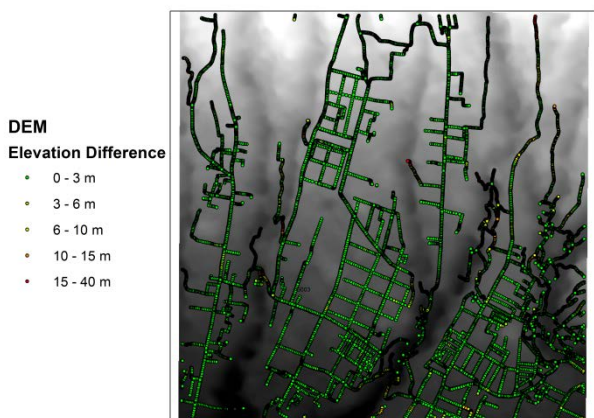 DEM
Elevation Difference
0 - 3 m
3 - 6 m
6 - 10 m
10 - 15 m
15 - 40 m